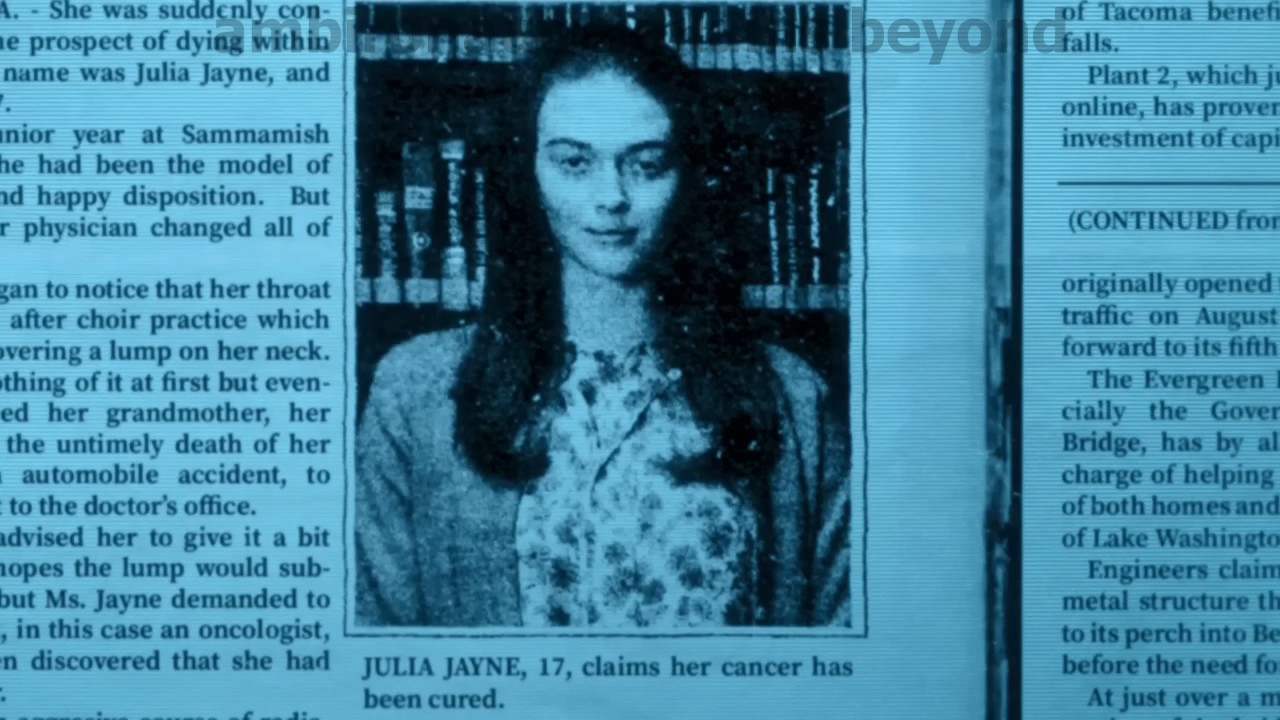 ambi
beyond
A. - She was suddenly con-
e prospect of dying within
name was Julia Jayne, and
unior year at Sammamish
he had been the model of
nd happy disposition. But
r physician changed all of
gan to notice that her throat
after choir practice which
overing a lump on her neck.
othing of it at first but even-
ed her grandmother, her
the untimely death of her
automobile accident, to
t to the doctor's office.
advised her to give it a bit
hopes the lump would sub-
but Ms. Jayne demanded to
, in this case an oncologist,
en discovered that she had
JULIA JAYNE, 17, claims her cancer has
been cured.
of Tacoma benefi
falls.
Plant 2, which ju
online, has proven
investment of capi
(CONTINUED from
originally opened
traffic on August
forward to its fifth
The Evergreen
cially the Gover
Bridge, has by al
charge of helping
of both homes and
of Lake Washingto
Engineers claim
metal structure th
to its perch into Be
before the need fo
At just over a m